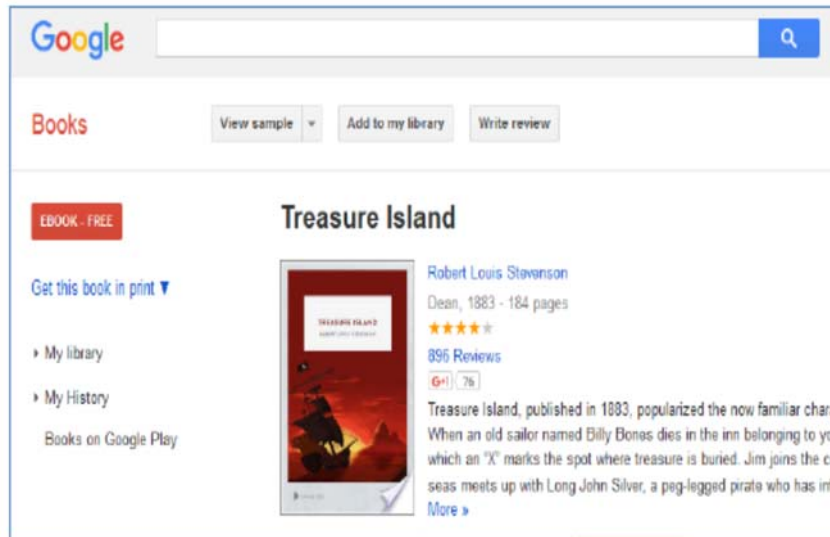 Google
Books
View sample
Add to my library
Write review
EBOOK - FREE
Get this book in print ▼
My library
My History
Books on Google Play
Treasure Island
TREASURE ISLAND
Robert Louis Stevenson
Dean, 1883 - 184 pages
896 Reviews
G+1 76
Treasure Island, published in 1883, popularized the now familiar char
When an old sailor named Billy Bones dies in the inn belonging to yo
which an "X" marks the spot where treasure is buried. Jim joins the c
seas meets up with Long John Silver, a peg-legged pirate who has in
More »